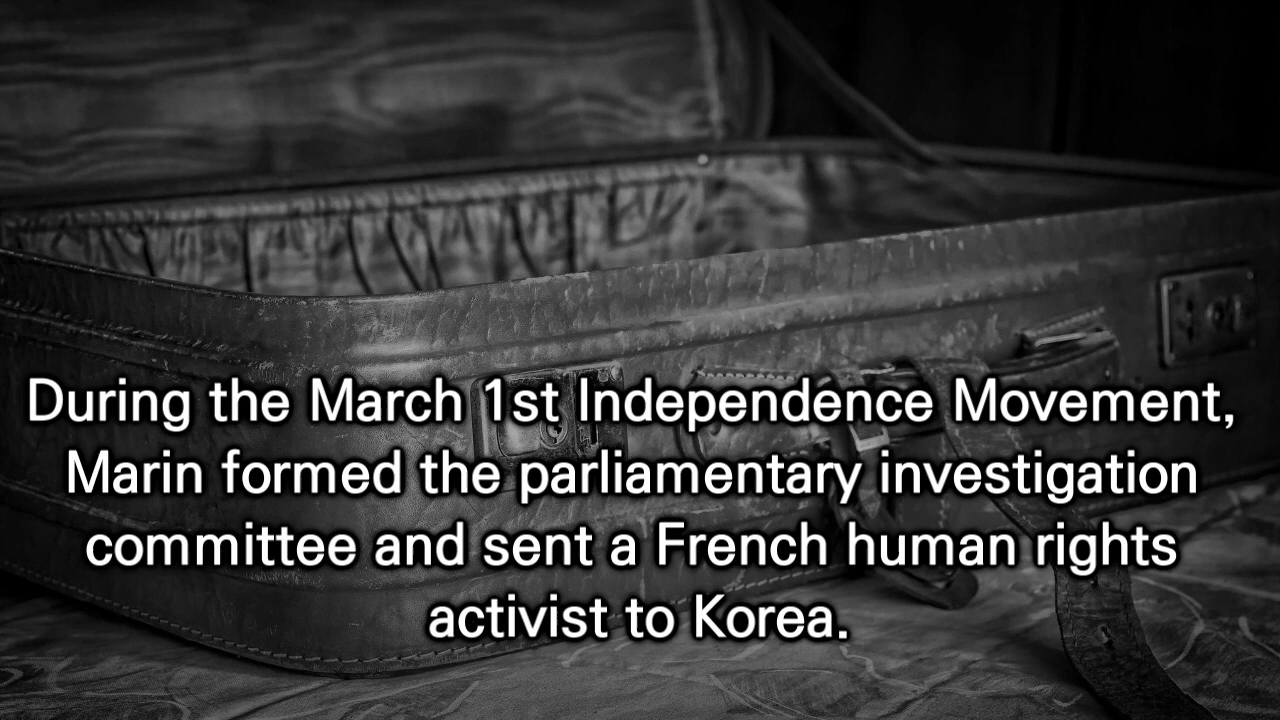 During the March 1st Independence Movement,
Marin formed the parliamentary investigation
committee and sent a French human rights
activist to Korea.